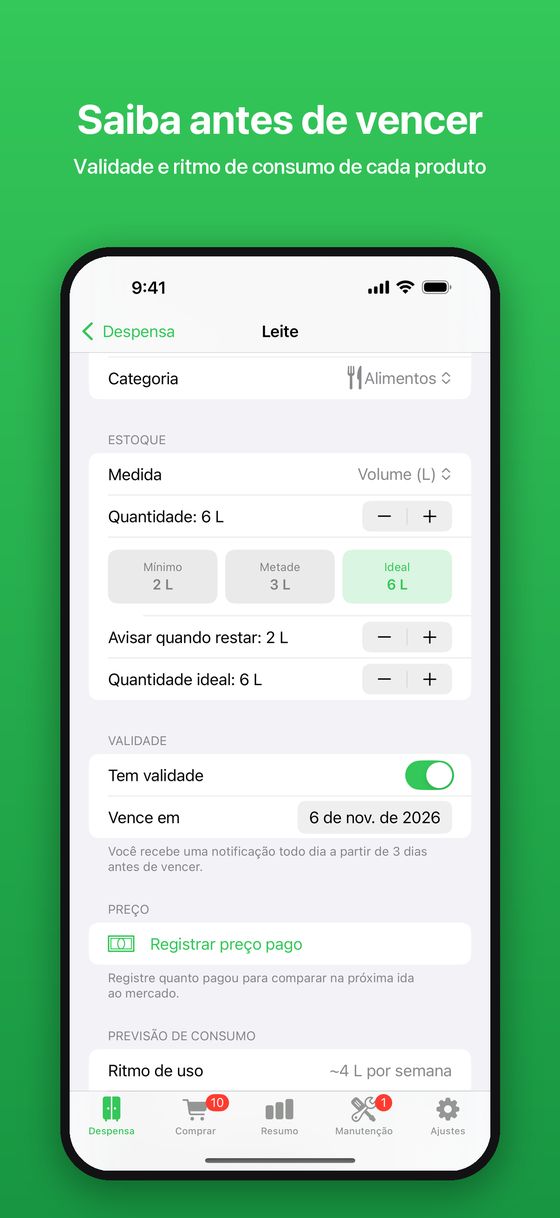 Saiba antes de vencer
Validade e ritmo de consumo de cada produto
9:41
Despensa
Leite
Categoria
Alimentos
ESTOQUE
Medida
Volume (L)
Quantidade: 6 L
Mínimo
2 L
Metade
3 L
Ideal
6 L
Avisar quando restar: 2 L
Quantidade ideal: 6 L
VALIDADE
Tem validade
Vence em
6 de nov. de 2026
Você recebe uma notificação todo dia a partir de 3 dias
antes de vencer.
PREÇO
Registrar preço pago
Registre quanto pagou para comparar na próxima ida
ao mercado.
PREVISÃO DE CONSUMO
Ritmo de uso
~4 L por semana
10
1
Despensa
Comprar
Resumo
Manutenção
Ajustes